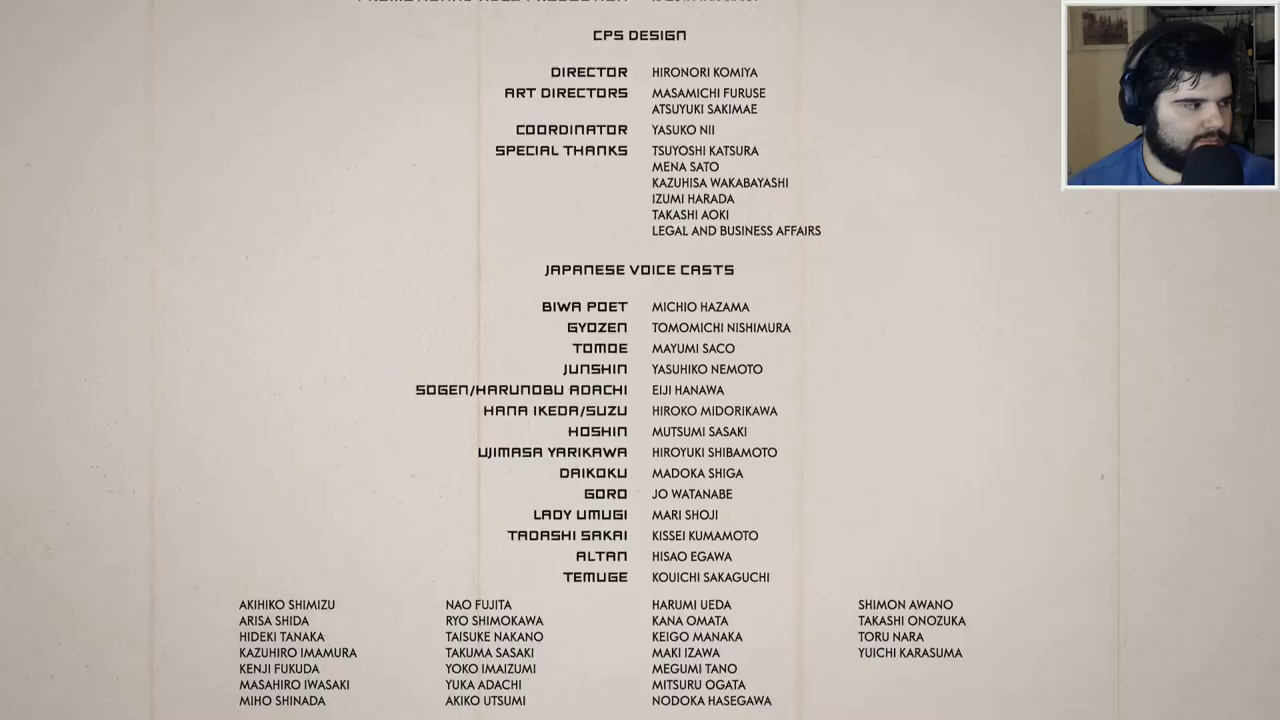 CPS DESIGN
DIRECTOR HIRONORI KOMIYA
ART DIRECTORS MASAMICHI FURUSE
ATSUYUKI SAKIMAE
COORDINATOR YASUKO NII
SPECIAL THANKS TSUYOSHI KATSURA
MENA SATO
KAZUHISA WAKABAYASHI
IZUMI HARADA
TAKASHI AOKI
LEGAL AND BUSINESS AFFAIRS
JAPANESE VOICE CASTS
BIWA POET MICHIO HAZAMA
GYOZEN TOMOMICHI NISHIMURA
TOMOE MAYUMI SACO
JUNSHIN YASUHIKO NEMOTO
SOGEN/HARUNOBU ADACHI EIJI HANAWA
HANA IKEDA/SUZU HIROKO MIDORIKAWA
HOSHIN MUTSUMI SASAKI
UJIMASA YARIKAWA HIROYUKI SHIBAMOTO
DAIKOKU MADOKA SHIGA
GORO JO WATANABE
LADY UMUGI MARI SHOJI
TADASHI SAKAI KISSEI KUMAMOTO
ALTAN HISAO EGAWA
TEMUGE KOUICHI SAKAGUCHI
AKIHIKO SHIMIZU NAO FUJITA HARUMI UEDA SHIMON AWANO
ARISA SHIDA RYO SHIMOKAWA KANA OMATA TAKASHI ONOZUKA
HIDEKI TANAKA TAISUKE NAKANO KEIGO MANAKA TORU NARA
KAZUHIRO IMAMURA TAKUMA SASAKI MAKI IZAWA YUICHI KARASUMA
KENJI FUKUDA YOKO IMAIZUMI MEGUMI TANO
MASAHIRO IWASAKI YUKA ADACHI MITSURU OGATA
MIHO SHINADA AKIKO UTSUMI NODOKA HASEGAWA